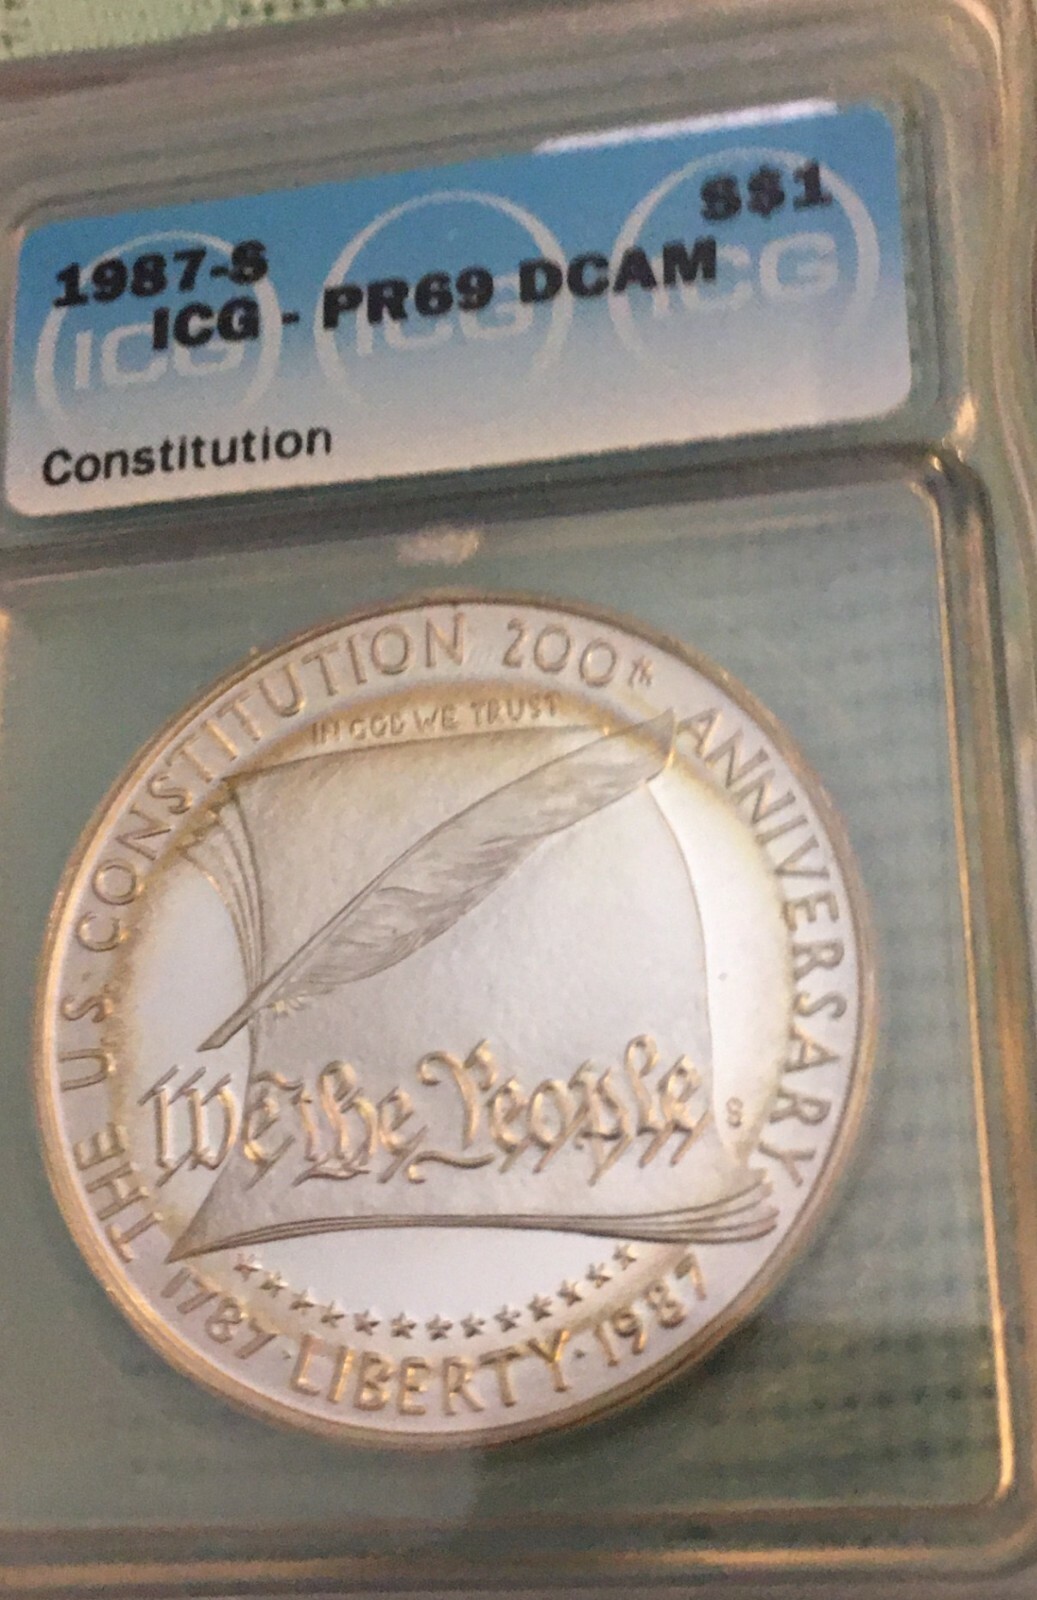 S$1
1987-S
ICG - PR69 DCAM
ICG ICG ICG
Constitution
THE U.S. CONSTITUTION 200th ANNIVERSARY
IN GOD WE TRUST
We the People
S
1787·LIBERTY·1987